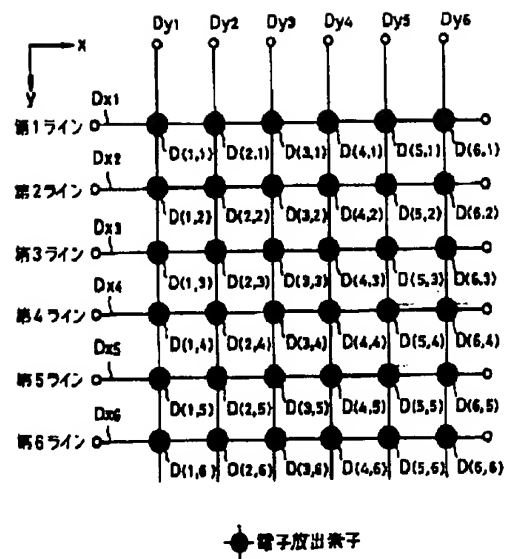 Dy1 Dy2 Dy3 Dy4 Dy5 Dy6
x
y
Dx1
第1ライン
D(1,1) D(2,1) D(3,1) D(4,1) D(5,1) D(6,1)
Dx2
第2ライン
D(1,2) D(2,2) D(3,2) D(4,2) D(5,2) D(6,2)
Dx3
第3ライン
D(1,3) D(2,3) D(3,3) D(4,3) D(5,3) D(6,3)
Dx4
第4ライン
D(1,4) D(2,4) D(3,4) D(4,4) D(5,4) D(6,4)
Dx5
第5ライン
D(1,5) D(2,5) D(3,5) D(4,5) D(5,5) D(6,5)
Dx6
第6ライン
D(1,6) D(2,6) D(3,6) D(4,6) D(5,6) D(6,6)
電子放出素子